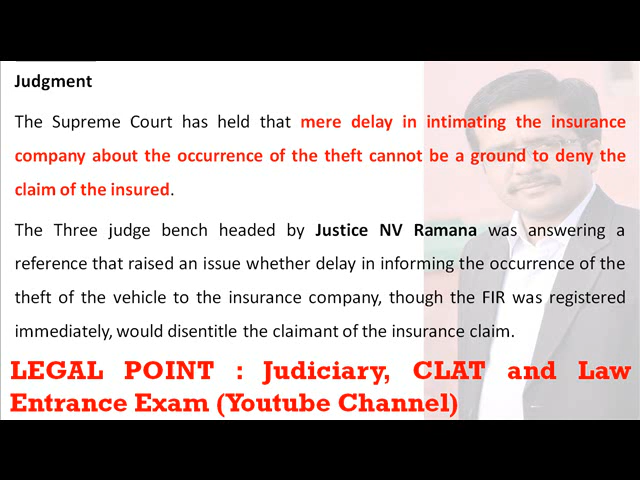 Judgment
The Supreme Court has held that mere delay in intimating the insurance
company about the occurrence of the theft cannot be a ground to deny the
claim of the insured.
The Three judge bench headed by Justice NV Ramana was answering a
reference that raised an issue whether delay in informing the occurrence of the
theft of the vehicle to the insurance company, though the FIR was registered
immediately, would disentitle the claimant of the insurance claim.
LEGAL POINT : Judiciary, CLAT and Law
Entrance Exam (Youtube Channel)